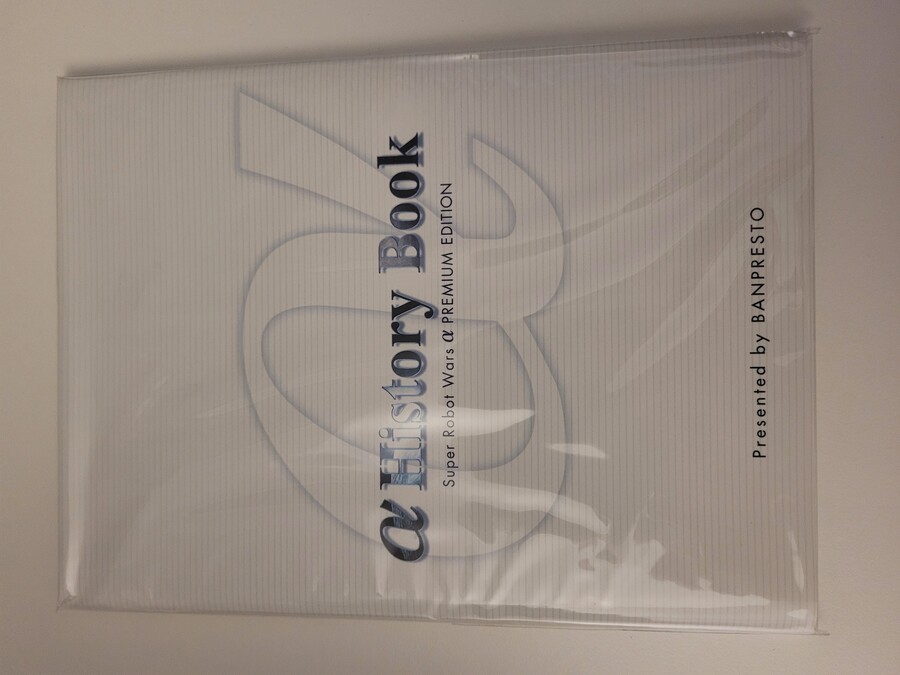 α History Book
Super Robot Wars α PREMIUM EDITION
Presented by BANPRESTO